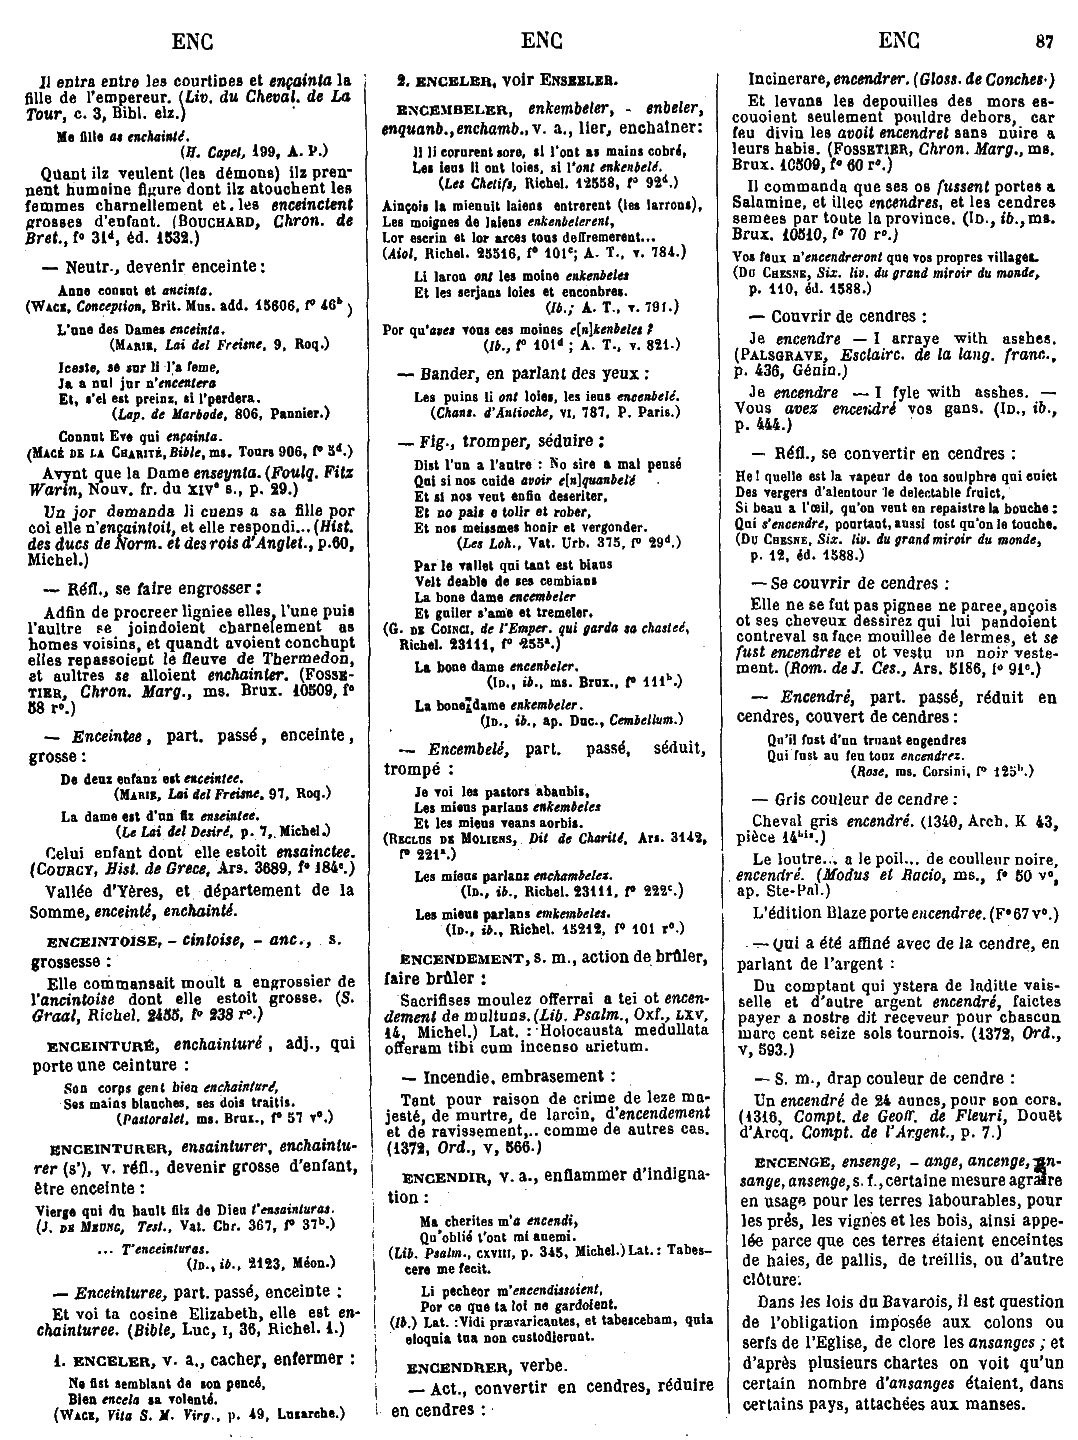 ENC
ENC
ENC
87
Il entra entre les courtines et ençainta la
fille de l'empereur. (Liv. du Cheval. de La
Tour, c. 3, Bibl. elz.)
Me fille as enchainté.
(H. Capet, 199, A. P.)
Quant ilz veulent (les démons) ilz pren-
nent humaine figure dont ilz atouchent les
femmes charnellement et les enceinctent
grosses d'enfant. (BOUCHARD, Chron. de
Bret., f° 31d, éd. 1532.)
— Neutr., devenir enceinte:
Anne consut et ancinta.
(WACE, Conception, Brit. Mus. add. 15606, f° 46b)
L'une des Dames enceinta.
(MARIE, Lai del Freisne, 9, Roq.)
Iceste, se sur li l'a feme,
Ja a nul jur n'encentera
Et, s'el est preinz, si l'perdera.
(Lap. de Marbode, 806, Pannier.)
Connut Eve qui ençainta.
(MACÉ DE LA CHARITÉ, Bible, ms. Tours 906, f° 5d.)
Avynt que la Dame enseynta. (Foulq. Fitz
Warin, Nouv. fr. du XIVe s., p. 29.)
Un jor demanda li cuens a sa fille por
coi elle n'ençaintoit, et elle respondi... (Hist.
des ducs de Norm. et des rois d'Anglet., p.60,
Michel.)
— Réfl., se faire engrosser :
Adfin de procreer ligniee elles, l'une puis
l'aultre se joindoient charnelement as
homes voisins, et quandt avoient conchupt
elles repassoient le fleuve de Thermedon,
et aultres se alloient enchainter. (FOSSE-
TIER, Chron. Marg., ms. Brux. 10509, f°
58 r°.)
— Enceintee, part. passé, enceinte,
grosse :
De deuz enfanz est enceintee.
(MARIE, Lai del Freisne, 97, Roq.)
La dame est d'un fiz enseintee.
(Le Lai del Desiré, p. 7, Michel.)
Celui enfant dont elle estoit ensainctee.
(COURCY, Hist. de Grece, Ars. 3689, f° 184c.)
Vallée d'Yères, et département de la
Somme, enceinté, enchainté.
ENCEINTOISE, - cintoise, - anc., s.
grossesse :
Elle commansait moult a engrossier de
l'ancintoise dont elle estoit grosse. (S.
Graal, Richel. 2455, f° 238 r°.)
ENCEINTURÉ, enchainturé, adj., qui
porte une ceinture :
Son corps gent bien enchainturé,
Ses mains blanches, ses dois traitis.
(Pastoralet, ms. Brux., f° 57 v°.)
ENCEINTURER, ensainturer, enchaintu-
rer (s'), v. réfl., devenir grosse d'enfant,
être enceinte :
Vierge qui du hault filz de Dieu t'ensainturas.
(J. DE MEUNG, Test., Vat. Chr. 367, f° 37b.)
... T'enceinturas.
(ID., ib., 2123, Méon.)
— Enceinturee, part. passé, enceinte :
Et voi ta cosine Elizabeth, elle est en-
chainturee. (Bible, Luc, I, 36, Richel. 1.)
1. ENCELER, v. a., cacher, enfermer :
Ne fist semblant de son pencé,
Bien encela sa volenté.
(WACE, Vita S. M. Virg., p. 49, Luzarche.)
2. ENCELER, voir ENSEELER.
ENCEMBELER, enkembeler, - enbeler,
enquanb., enchamb., v. a., lier, enchaîner:
Il li corurent sore, si l'ont as mains cobré,
Les ieus li ont loies, si l'ont enkenbelé.
(Les Chetifs, Richel. 12558, f° 92d.)
Ainçois la mienuit laiens entrerent (les larrons),
Les moignes de laiens enkenbelerent,
Lor escrin et lor arces tous deffremerent...
(Aiol, Richel. 25516, f° 101c; A. T., v. 784.)
Li laron ont les moine enkenbeles
Et les serjans loies et enconbres.
(Ib.; A. T., v. 791.)
Por qu'aves vous ces moines e[n]kenbeles ?
(Ib., f° 101d ; A. T., v. 821.)
— Bander, en parlant des yeux :
Les puins li ont loies, les ieus encenbelé.
(Chans. d'Antioche, VI, 787, P. Paris.)
— Fig., tromper, séduire :
Dist l'un a l'autre : No sire a mal pensé
Qui si nos cuide avoir e[n]quanbelé
Et si nos veut enfin deseriter,
Et no païs e tolir et rober,
Et nos meismes honir et vergonder.
(Les Loh., Vat. Urb. 375, f° 29d.)
Par le vallet qui tant est biaus
Velt deable de ses cembiaus
La bone dame encembeler
Et guiler s'ame et tremeler.
(G. DE COINCI, de l'Emper. qui garda sa chasteé,
Richel. 23111, f° 255a.)
La bone dame encenbeler.
(ID., ib., ms. Brux., f° 111b.)
La bone dame enkembeler.
(ID., ib., ap. Duc., Cembellum.)
— Encembelé, part. passé, séduit,
trompé :
Je voi les pastors abaubis,
Les mieus parlans enkembeles
Et les mieus veans aorbis.
(RECLUS DE MOLIENS, Dit de Charité, Ars. 3142,
f° 221a.)
Les mieus parlanz enchambelez.
(ID., ib., Richel. 23111, f° 222c.)
Les mieus parlans emkembeles.
(ID., ib., Richel. 15212, f° 101 r°.)
ENCENDEMENT, s. m., action de brûler,
faire brûler :
Sacrifises moulez offerrai a tei ot encen-
dement de multuns. (Lib. Psalm., Oxf., LXV,
14, Michel.) Lat. : Holocausta medullata
offeram tibi cum incenso arietum.
— Incendie, embrasement :
Tant pour raison de crime de leze ma-
jesté, de murtre, de larcin, d'encendement
et de ravissement,.. comme de autres cas.
(1372, Ord., V, 566.)
ENCENDIR, v. a., enflammer d'indigna-
tion :
Ma cherites m'a encendi,
Qu'oblié t'ont mi anemi.
(Lib. Psalm., CXVIII, p. 345, Michel.) Lat. : Tabes-
cere me fecit.
Li pecheor m'encendissoient,
Por ce que ta loi ne gardoient.
(Ib.) Lat. : Vidi prævaricantes, et tabescebam, quia
eloquia tua non custodierunt.
ENCENDRER, verbe.
— Act., convertir en cendres, réduire
en cendres :
Incinerare, encendrer. (Gloss. de Conches.)
Et levans les depouilles des mors es-
couoient seulement pouldre dehors, car
feu divin les avoit encendret sans nuire a
leurs habis. (FOSSETIER, Chron. Marg., ms.
Brux. 10509, f° 60 r°.)
Il commanda que ses os fussent portes a
Salamine, et illec encendres, et les cendres
semees par toute la province. (ID., ib., ms.
Brux. 10510, f° 70 r°.)
Vos feux n'encendreront que vos propres villages.
(DU CHESNE, Six. liv. du grand miroir du monde,
p. 110, éd. 1588.)
— Couvrir de cendres :
Je encendre — I arraye with asshes.
(PALSGRAVE, Esclairc. de la lang. franc.,
p. 436, Génin.)
Je encendre — I fyle with asshes. —
Vous avez encendré vos gans. (ID., ib.,
p. 444.)
— Réfl., se convertir en cendres :
He! quelle est la vapeur de ton soulphre qui cuict
Des vergers d'alentour le delectable fruict,
Si beau a l'œil, qu'on vent en repaistre la bouche :
Qui s'encendre, pourtant, aussi tost qu'on le touche.
(DU CHESNE, Six. liv. du grand miroir du monde,
p. 12, éd. 1588.)
— Se couvrir de cendres :
Elle ne se fut pas pignee ne paree, ançois
ot ses cheveux dessirez qui lui pandoient
contreval sa face mouillee de lermes, et se
fust encendree et ot vestu un noir veste-
ment. (Rom. de J. Ces., Ars. 5186, f° 91c.)
— Encendré, part. passé, réduit en
cendres, couvert de cendres :
Qu'il fust d'un truant engendres
Qui fust au feu touz encendrez.
(Rose, ms. Corsini, f° 125b.)
— Gris couleur de cendre :
Cheval gris encendré. (1340, Arch. K 43,
pièce 14bis.)
Le loutre... a le poil... de coulleur noire,
encendré. (Modus et Racio, ms., f° 50 v°,
ap. Ste-Pal.)
L'édition Blaze porte encendree. (F° 67 v°.)
— Qui a été affiné avec de la cendre, en
parlant de l'argent :
Du comptant qui ystera de laditte vais-
selle et d'autre argent encendré, faictes
payer a nostre dit receveur pour chascun
marc cent seize sols tournois. (1372, Ord.,
V, 593.)
— S. m., drap couleur de cendre :
Un encendré de 24 aunes, pour son cors.
(1316, Compt. de Geoff. de Fleuri, Douët
d'Arcq. Compt. de l'Argent., p. 7.)
ENCENGE, ensenge, - ange, ancenge, an-
sange, ansenge, s. f., certaine mesure agraire
en usage pour les terres labourables, pour
les prés, les vignes et les bois, ainsi appe-
lée parce que ces terres étaient enceintes
de haies, de pallis, de treillis, ou d'autre
clôture.
Dans les lois du Bavarois, il est question
de l'obligation imposée aux colons ou
serfs de l'Eglise, de clore les ansanges ; et
d'après plusieurs chartes on voit qu'un
certain nombre d'ansanges étaient, dans
certains pays, attachées aux manses.